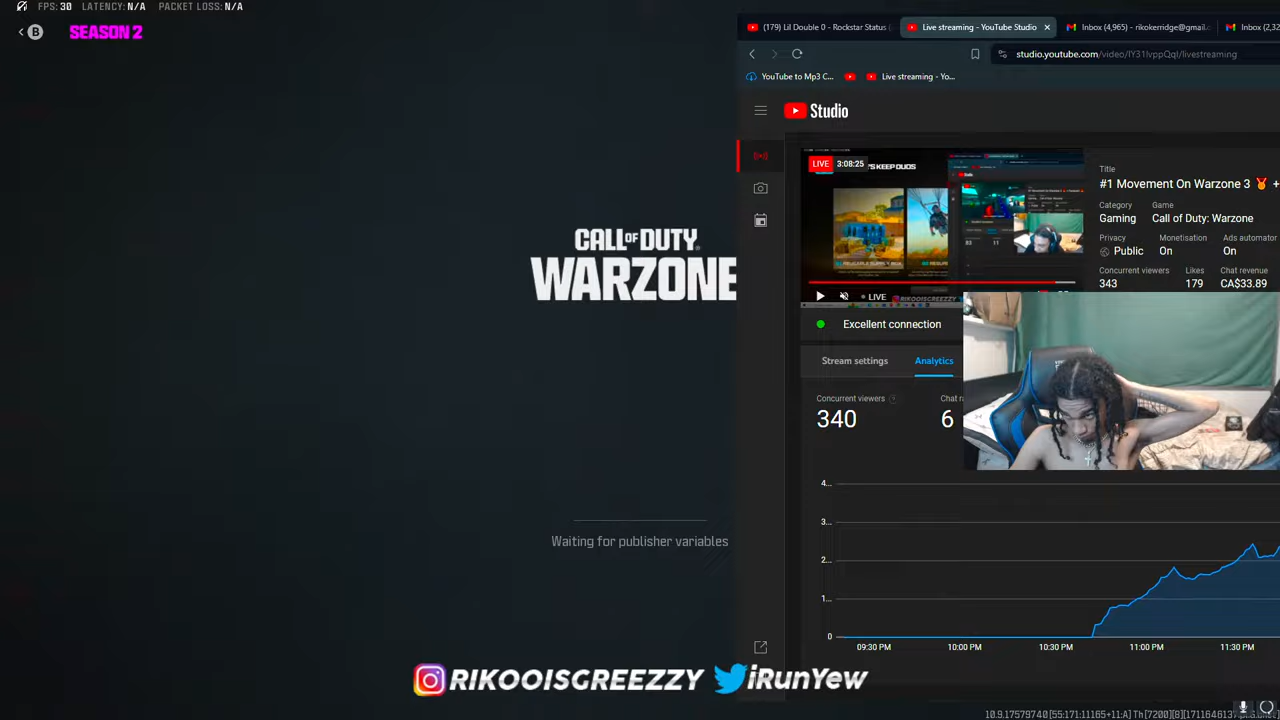 FPS: 30 LATENCY: N/A PACKET LOSS: N/A
B SEASON 2
(179) Lil Double 0 - Rockstar Status
Live streaming - YouTube Studio
Inbox (4,965) - rikokerridge@gmail.c
Inbox (2,32
studio.youtube.com/video/lY31lvppQqI/livestreaming
YouTube to Mp3 C...
Live streaming - Yo...
Studio
LIVE 3:08:25
'S KEEP DUOS
LIVE
Title
#1 Movement On Warzone 3
Category Game
Gaming Call of Duty: Warzone
Privacy Monetisation Ads automator
Public On On
Concurrent viewers Likes Chat revenue
343 179 CA$33.89
CALL OF DUTY
WARZONE
Excellent connection
Stream settings Analytics
Concurrent viewers Chat ra
340 6
4...
3...
2...
1...
0
09:30 PM 10:00 PM 10:30 PM 11:00 PM 11:30 PM
Waiting for publisher variables
RIKOOISGREEZZY iRunYew